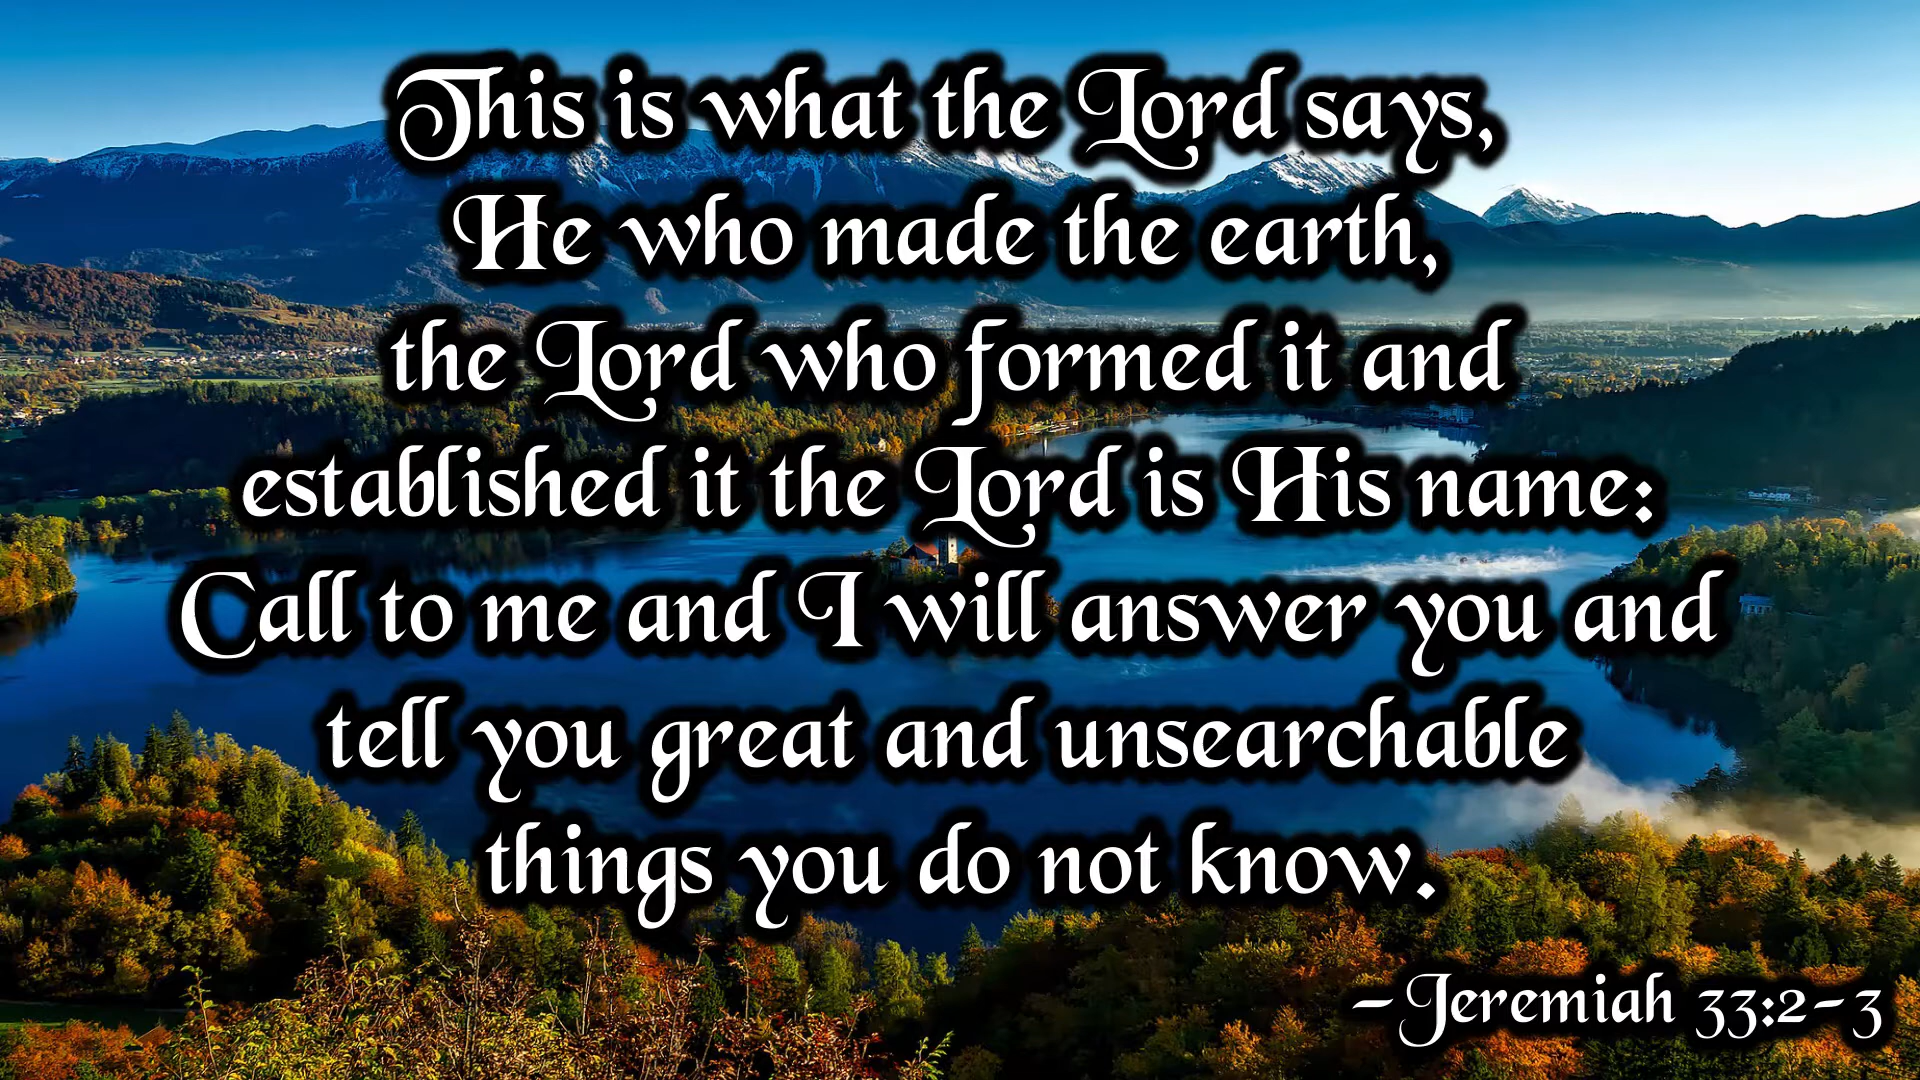 This is what the Lord says,
He who made the earth,
the Lord who formed it and
established it the Lord is His name:
Call to me and I will answer you and
tell you great and unsearchable
things you do not know.
-Jeremiah 33:2-3